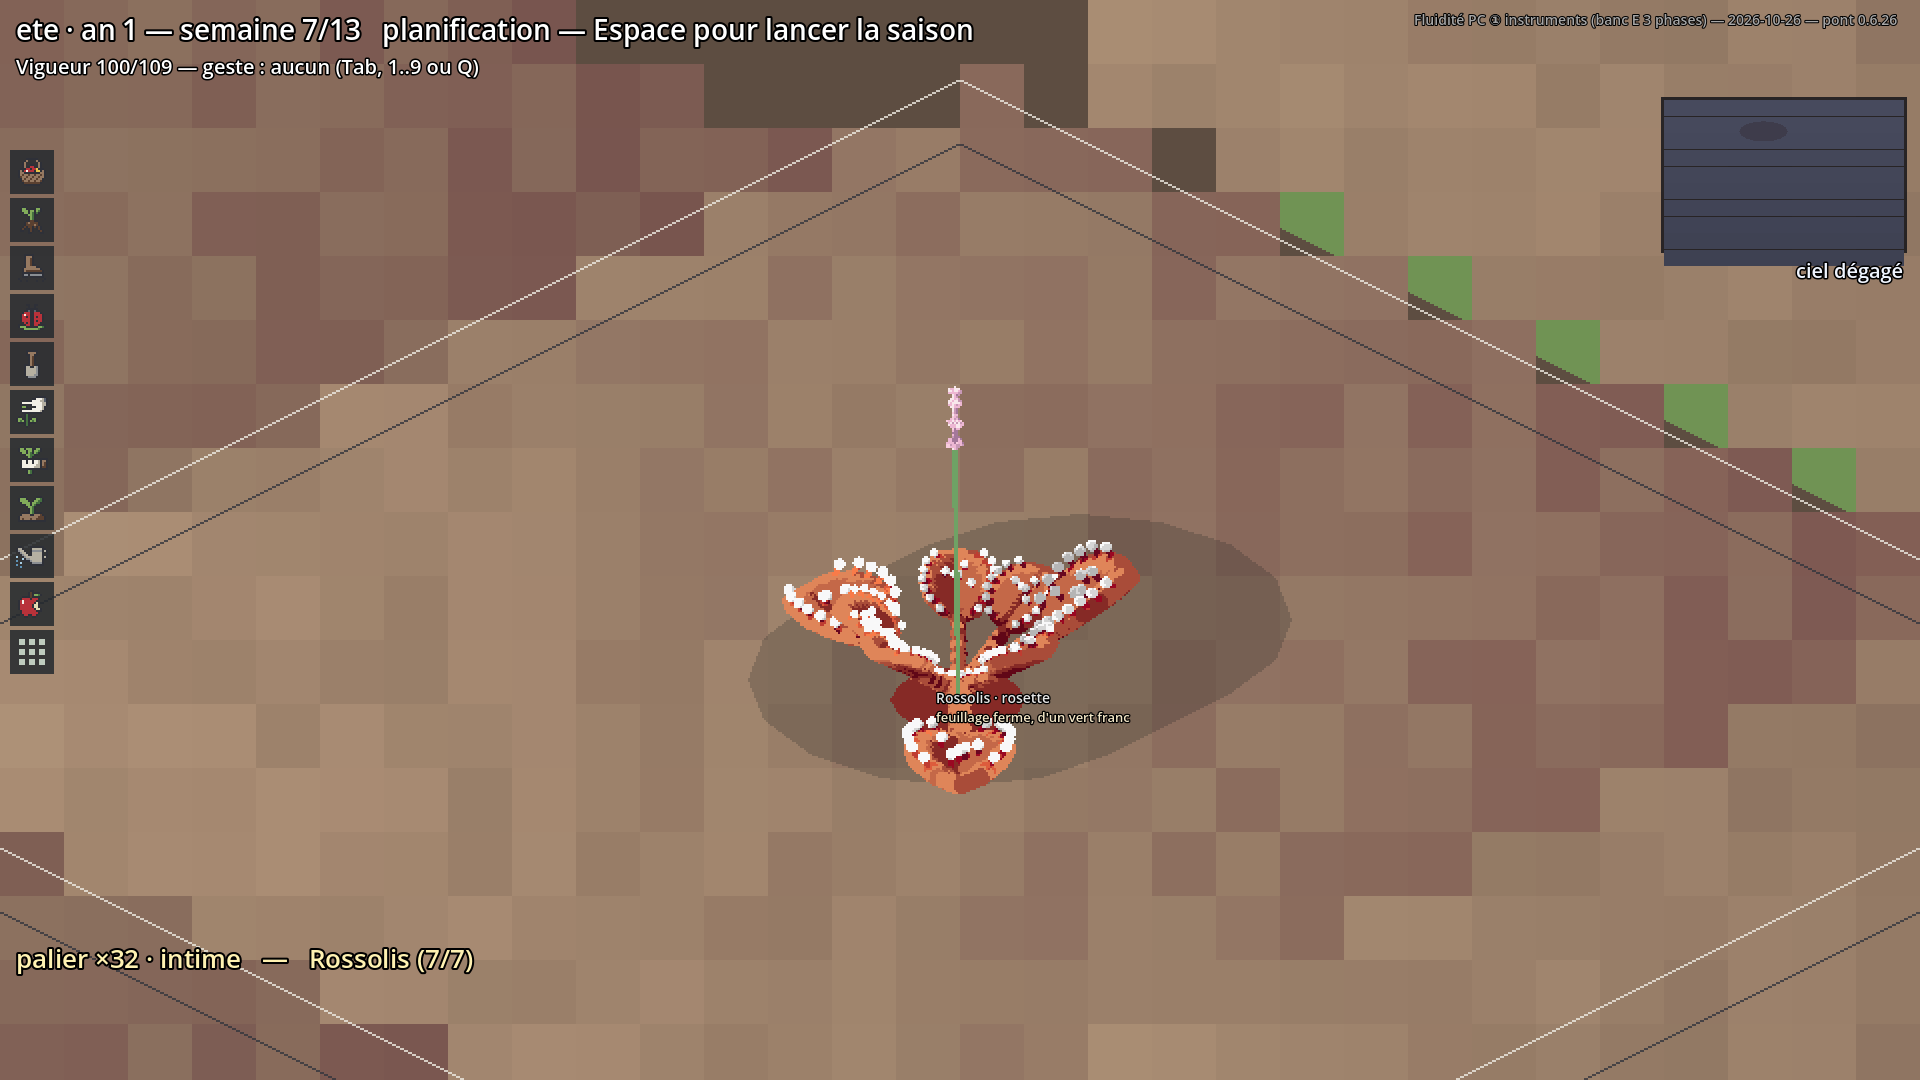 ete · an 1 — semaine 7/13   planification — Espace pour lancer la saison
Fluidité PC ① instruments (banc E 3 phases) — 2026-10-26 — pont 0.6.26
Vigueur 100/109 — geste : aucun (Tab, 1..9 ou Q)
ciel dégagé
Rossolis · rosette
feuillage ferme, d'un vert franc
palier ×32 · intime   —   Rossolis (7/7)